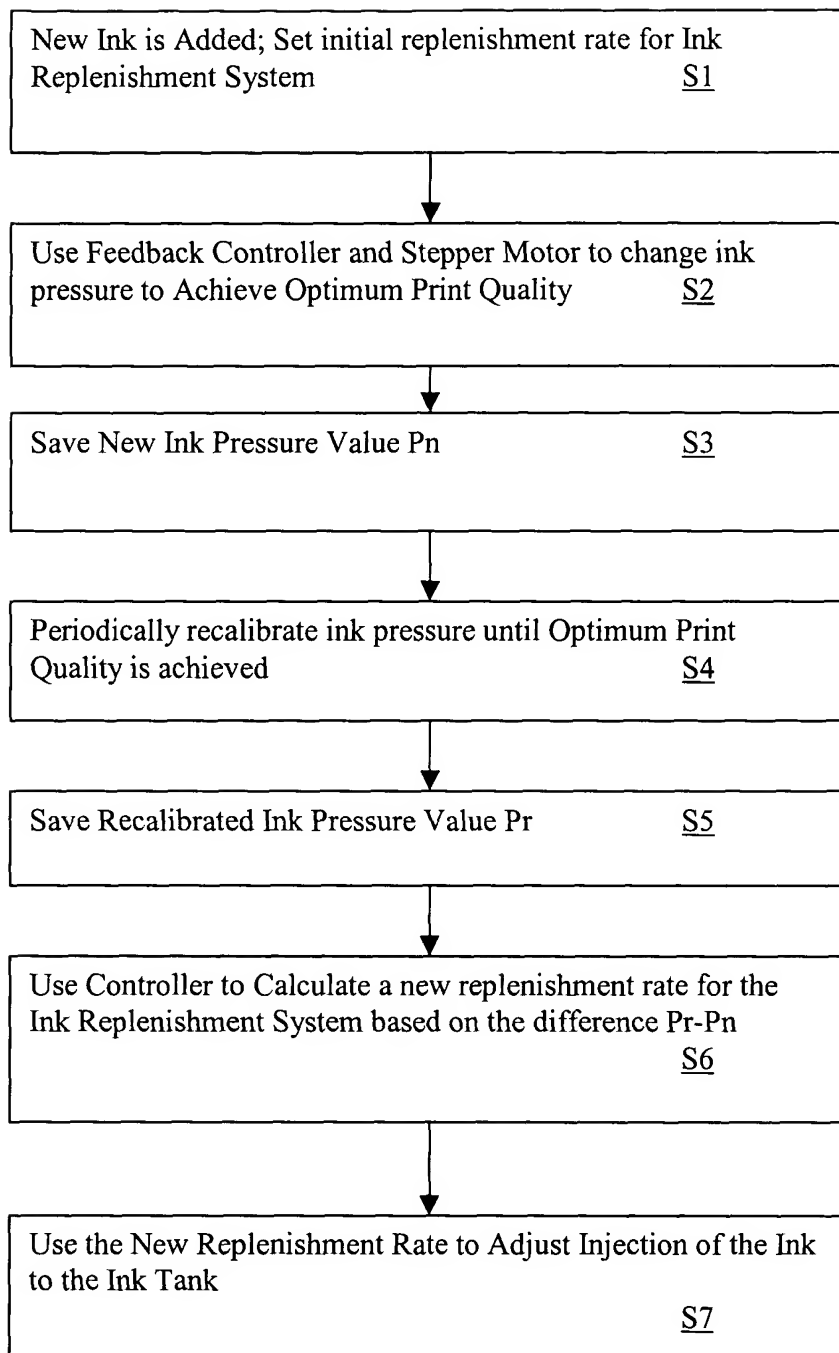 New Ink is Added; Set initial replenishment rate for Ink
Replenishment System S1
Use Feedback Controller and Stepper Motor to change ink
pressure to Achieve Optimum Print Quality S2
Save New Ink Pressure Value Pn S3
Periodically recalibrate ink pressure until Optimum Print
Quality is achieved S4
Save Recalibrated Ink Pressure Value Pr S5
Use Controller to Calculate a new replenishment rate for the
Ink Replenishment System based on the difference Pr-Pn
S6
Use the New Replenishment Rate to Adjust Injection of the Ink
to the Ink Tank
S7